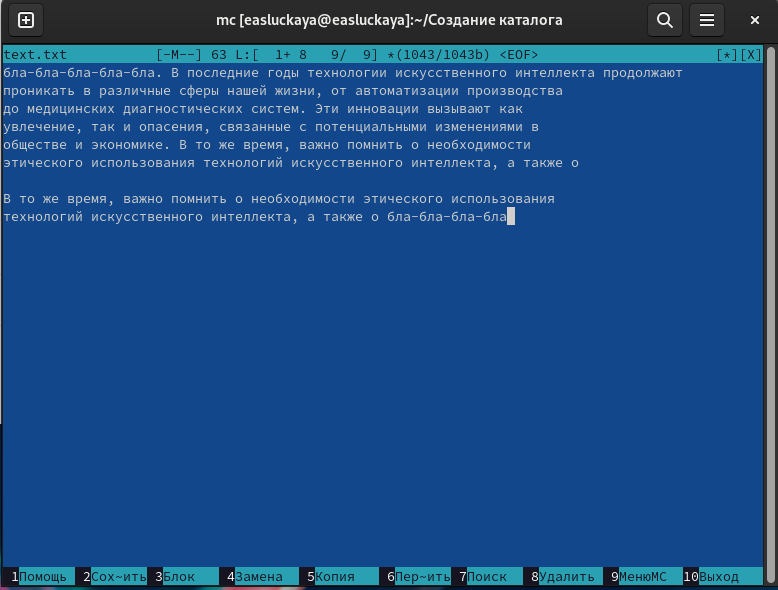 mc [easluckaya@easluckaya]:~/Создание каталога
text.txt [-M--] 63 L:[ 1+ 8 9/ 9] *(1043/1043b) <EOF> [*][X]
бла-бла-бла-бла-бла. В последние годы технологии искусственного интеллекта продолжают
проникать в различные сферы нашей жизни, от автоматизации производства
до медицинских диагностических систем. Эти инновации вызывают как
увлечение, так и опасения, связанные с потенциальными изменениями в
обществе и экономике. В то же время, важно помнить о необходимости
этического использования технологий искусственного интеллекта, а также о
В то же время, важно помнить о необходимости этического использования
технологий искусственного интеллекта, а также о бла-бла-бла-бла
1Помощь 2Сох~ить 3Блок 4Замена 5Копия 6Пер~ить 7Поиск 8Удалить 9МенюMC 10Выход